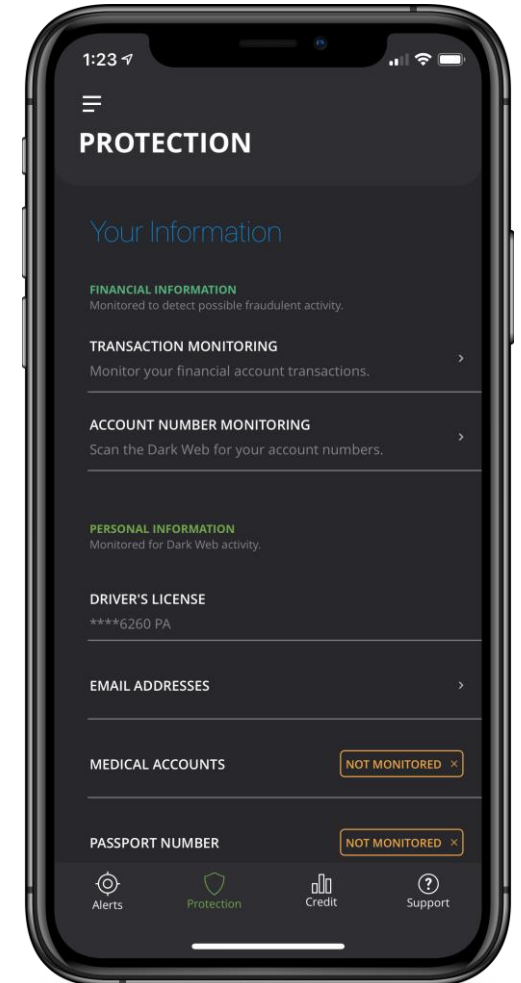 1:23
PROTECTION
Your Information
FINANCIAL INFORMATION
Monitored to detect possible fraudulent activity.
TRANSACTION MONITORING
Monitor your financial account transactions.
ACCOUNT NUMBER MONITORING
Scan the Dark Web for your account numbers.
PERSONAL INFORMATION
Monitored for Dark Web activity.
DRIVER'S LICENSE
****6260 PA
EMAIL ADDRESSES
MEDICAL ACCOUNTS NOT MONITORED ×
PASSPORT NUMBER NOT MONITORED ×
Alerts Protection Credit Support